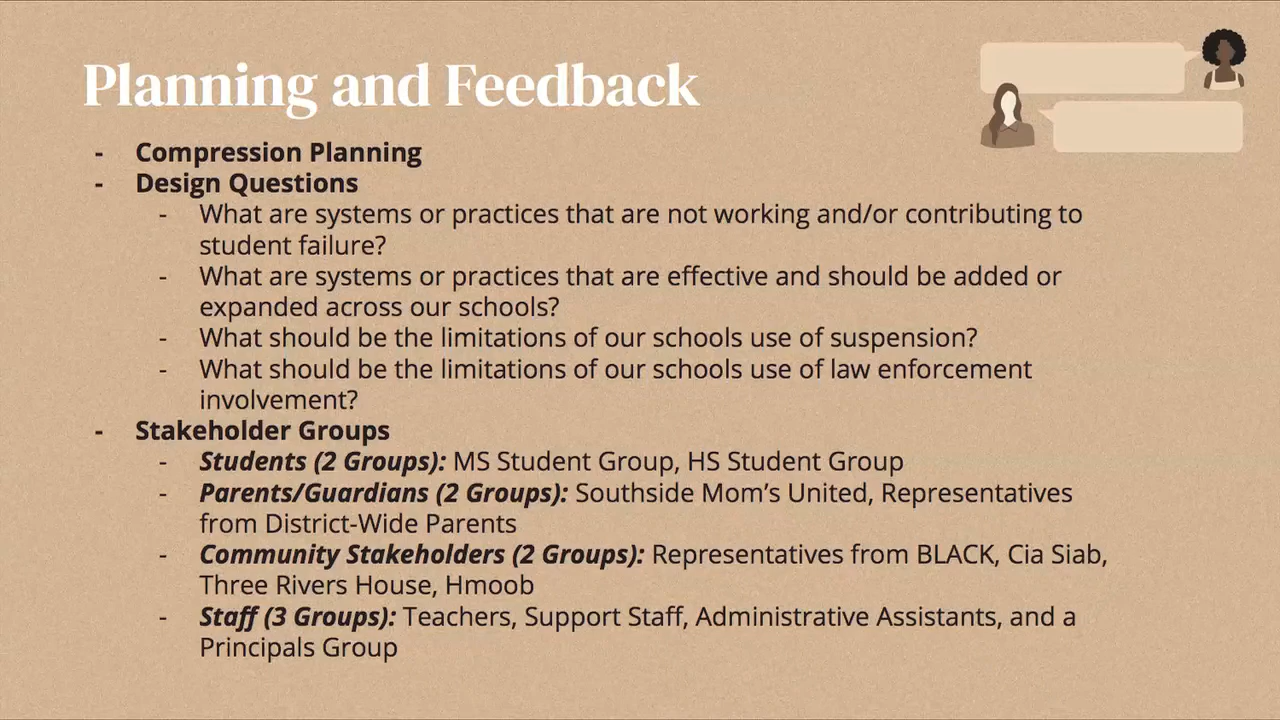 Planning and Feedback
- Compression Planning
- Design Questions
- What are systems or practices that are not working and/or contributing to
student failure?
- What are systems or practices that are effective and should be added or
expanded across our schools?
- What should be the limitations of our schools use of suspension?
- What should be the limitations of our schools use of law enforcement
involvement?
- Stakeholder Groups
- Students (2 Groups): MS Student Group, HS Student Group
- Parents/Guardians (2 Groups): Southside Mom’s United, Representatives
from District-Wide Parents
- Community Stakeholders (2 Groups): Representatives from BLACK, Cia Siab,
Three Rivers House, Hmoob
- Staff (3 Groups): Teachers, Support Staff, Administrative Assistants, and a
Principals Group